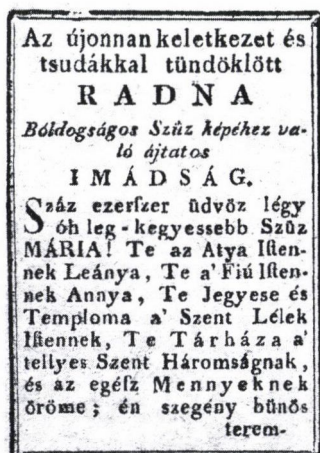 Az újonnan keletkezet és
tsudákkal tündöklött
RADNA
Bóldogságos Szűz képéhez va-
ló ájtatos
IMÁDSÁG.
Száz ezerſzer üdvöz légy
óh leg-kegyessebb Szűz
MÁRIA! Te az Atya Iſten-
nek Leánya, Te a' Fiú Iſten-
nek Annya, Te Jegyese és
Temploma a' Szent Lélek
Iſtennek, Te Tárháza a'
tellyes Szent Háromságnak,
és az egéſz Mennyeknek
öröme; én szegény bűnös
terem-